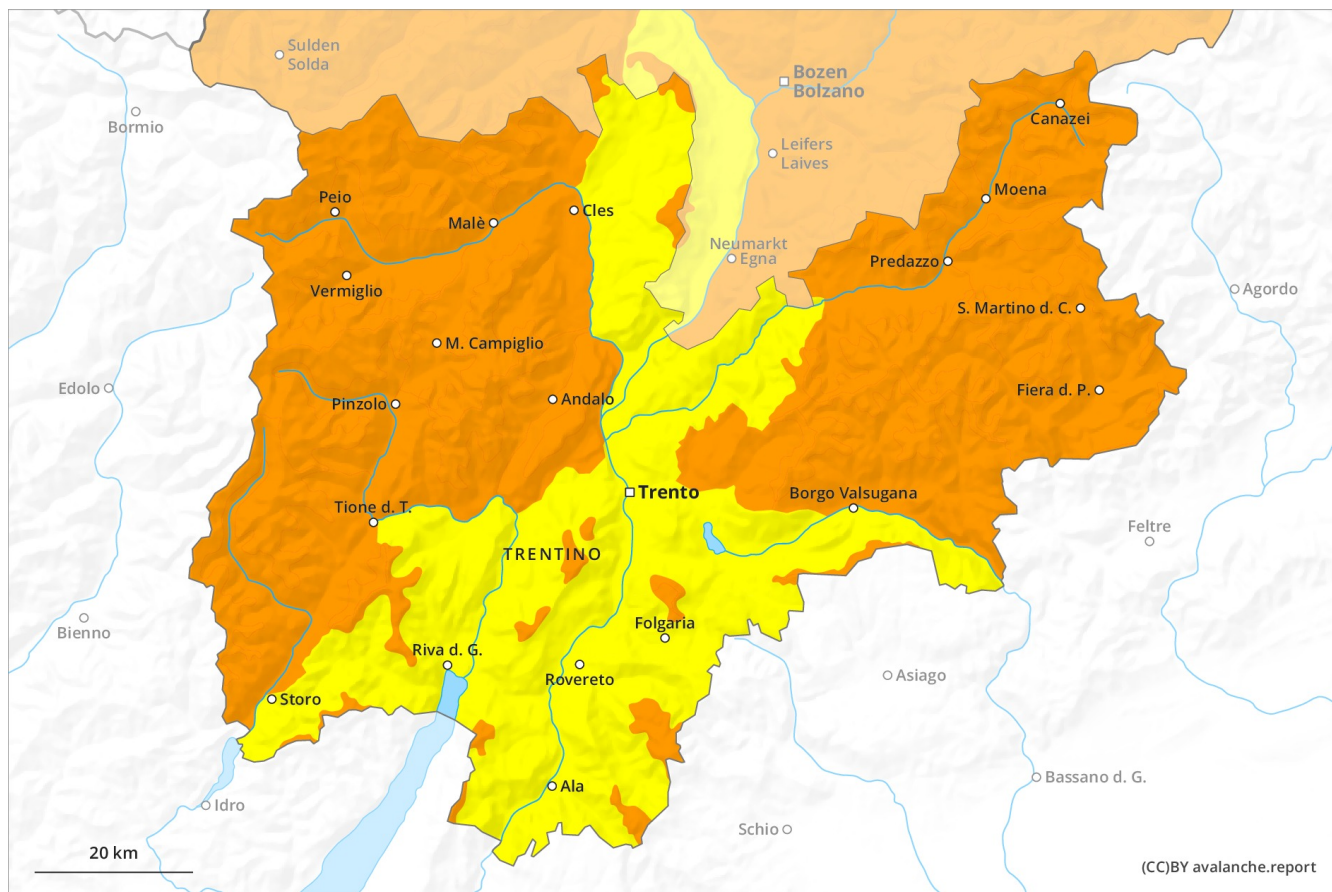 Sulden
Solda
Bozen
Bolzano
Bormio
Canazei
Leifers
Laives
Peio
Malè
Cles
Moena
Neumarkt
Egna
Predazzo
Vermiglio
Agordo
S. Martino d. C.
M. Campiglio
Edolo
Andalo
Fiera d. P.
Pinzolo
Trento
Borgo Valsugana
Tione d. T.
Feltre
TRENTINO
Bienno
Folgaria
Riva d. G.
Rovereto
Asiago
Storo
Bassano d. G.
Ala
Idro
Schio
20 km
(CC)BY avalanche.report